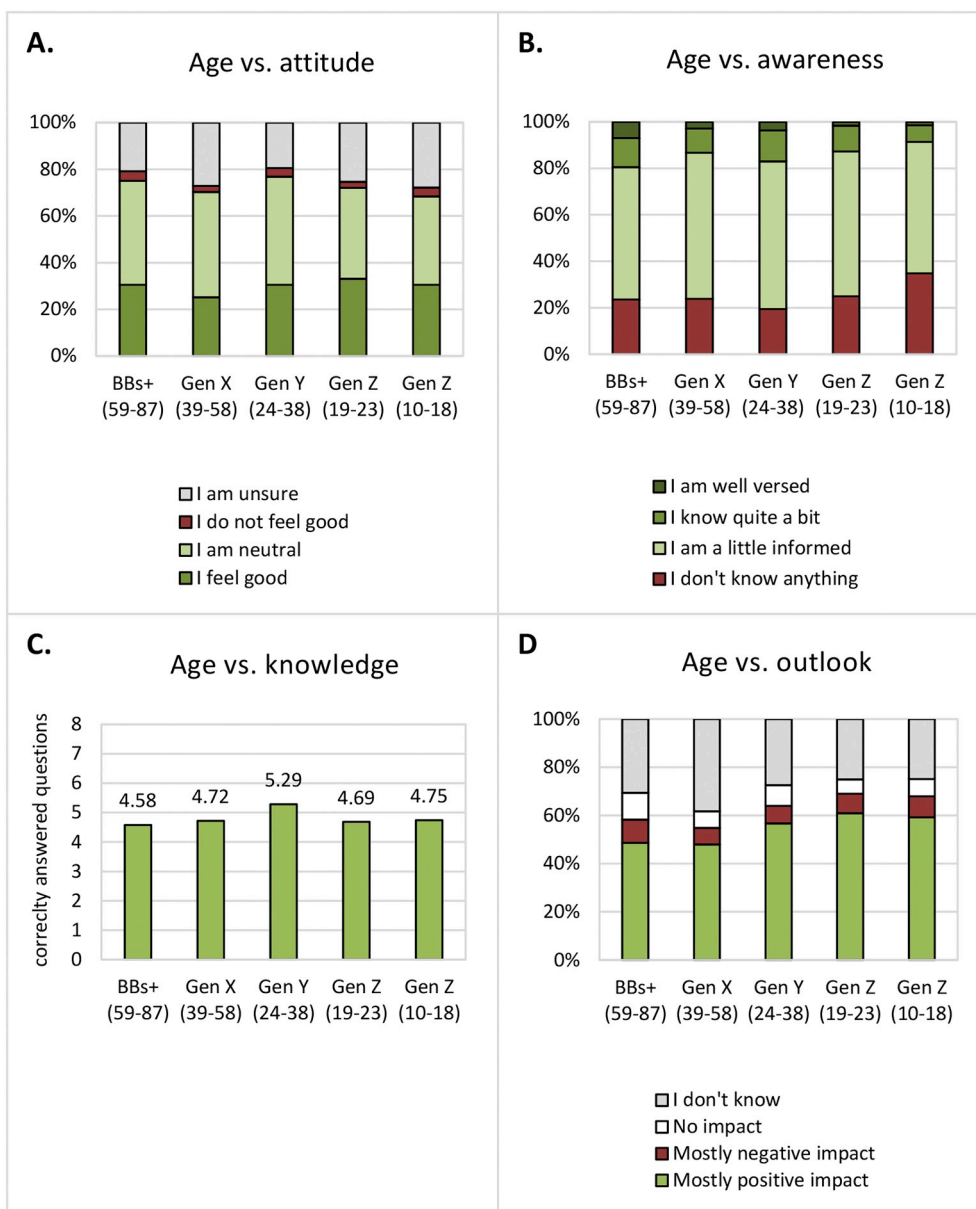 A.
Age vs. attitude
100%
80%
60%
40%
20%
0%
BBs+ Gen X Gen Y Gen Z Gen Z
(59-87) (39-58) (24-38) (19-23) (10-18)
I am unsure
I do not feel good
I am neutral
I feel good
B.
Age vs. awareness
100%
80%
60%
40%
20%
0%
BBs+ Gen X Gen Y Gen Z Gen Z
(59-87) (39-58) (24-38) (19-23) (10-18)
I am well versed
I know quite a bit
I am a little informed
I don't know anything
C.
Age vs. knowledge
correclty answered questions
8
7
6
5
4
3
2
1
0
4.58 4.72 5.29 4.69 4.75
BBs+ Gen X Gen Y Gen Z Gen Z
(59-87) (39-58) (24-38) (19-23) (10-18)
D
Age vs. outlook
100%
80%
60%
40%
20%
0%
BBs+ Gen X Gen Y Gen Z Gen Z
(59-87) (39-58) (24-38) (19-23) (10-18)
I don't know
No impact
Mostly negative impact
Mostly positive impact